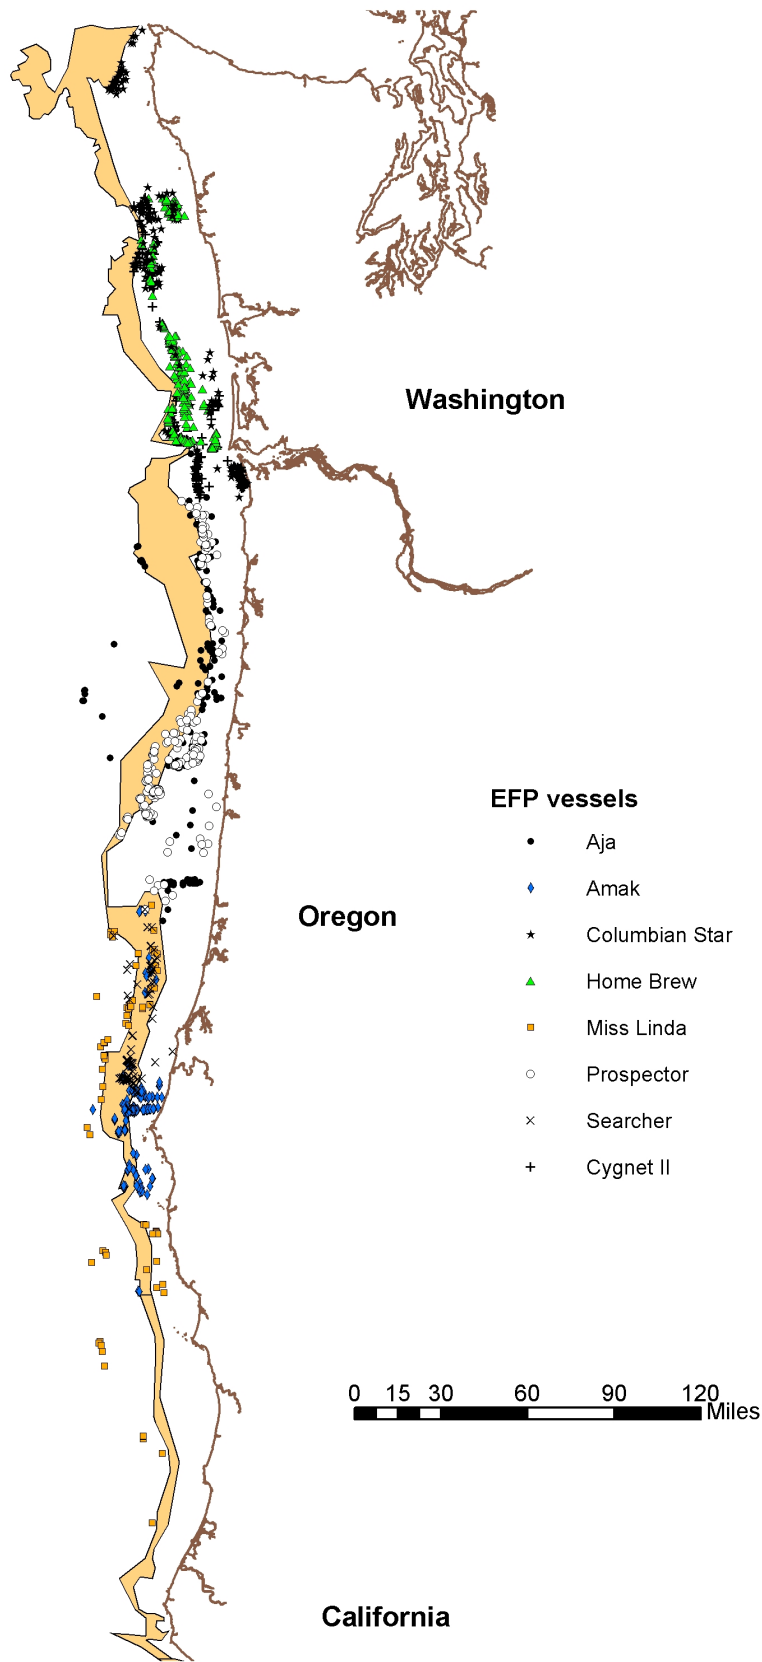 Washington
EFP vessels
Aja
Amak
Columbian Star
Home Brew
Oregon
Miss Linda
Prospector
Searcher
Cygnet II
0 15 30 60 90 120
Miles
California